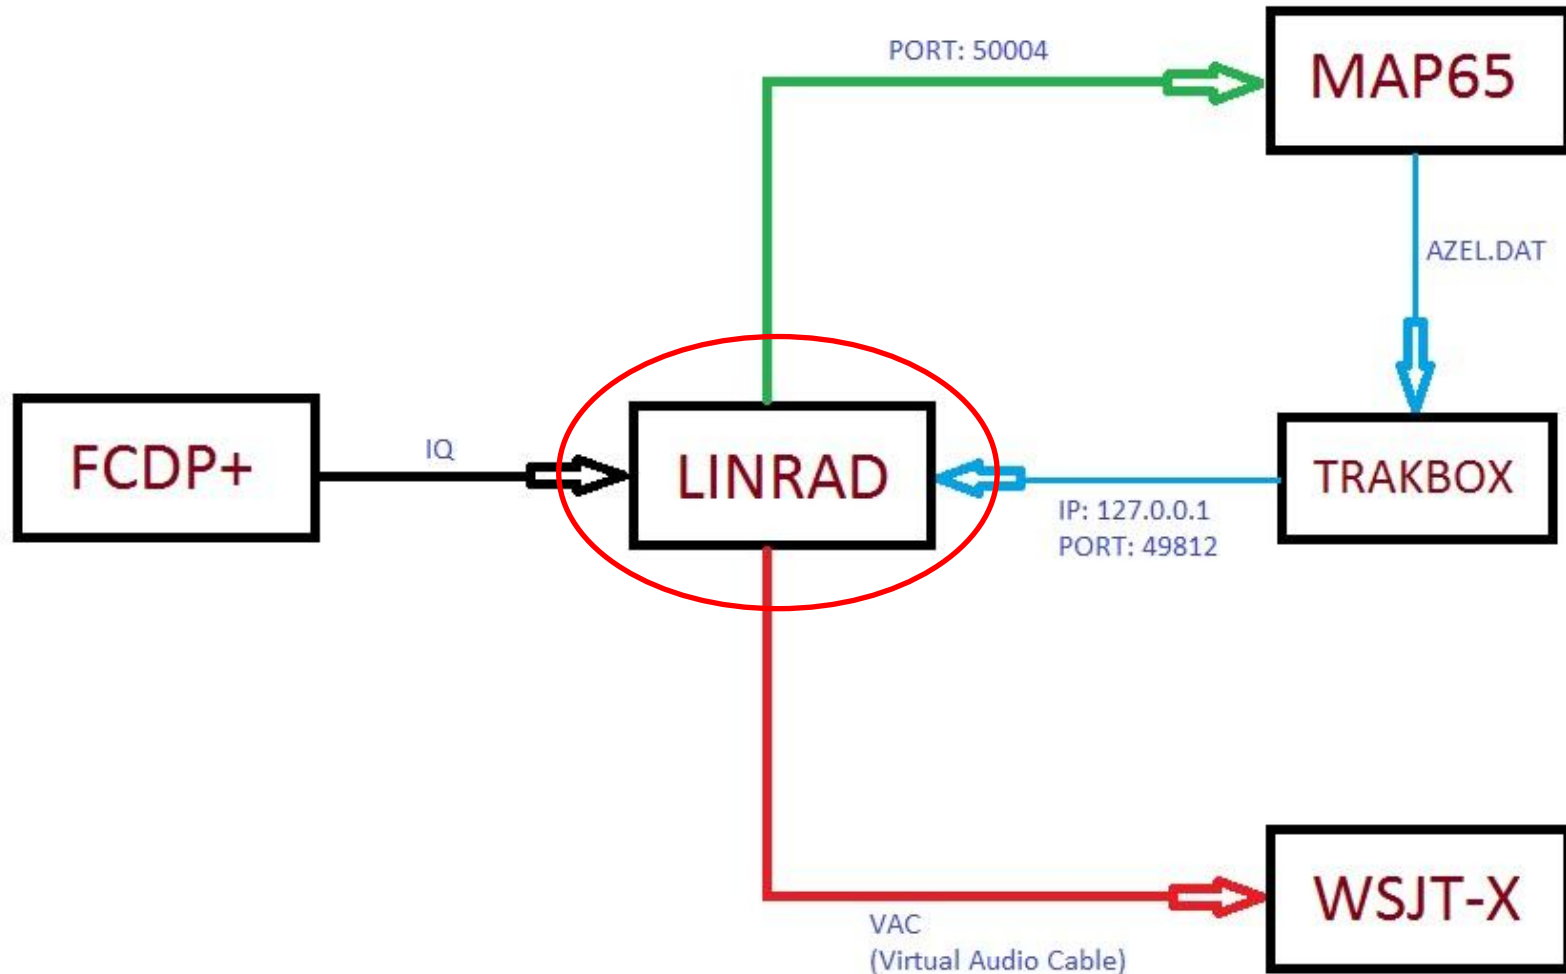 PORT: 50004
MAP65
AZEL.DAT
FCDP+
IQ
LINRAD
TRAKBOX
IP: 127.0.0.1
PORT: 49812
WSJT-X
VAC
(Virtual Audio Cable)